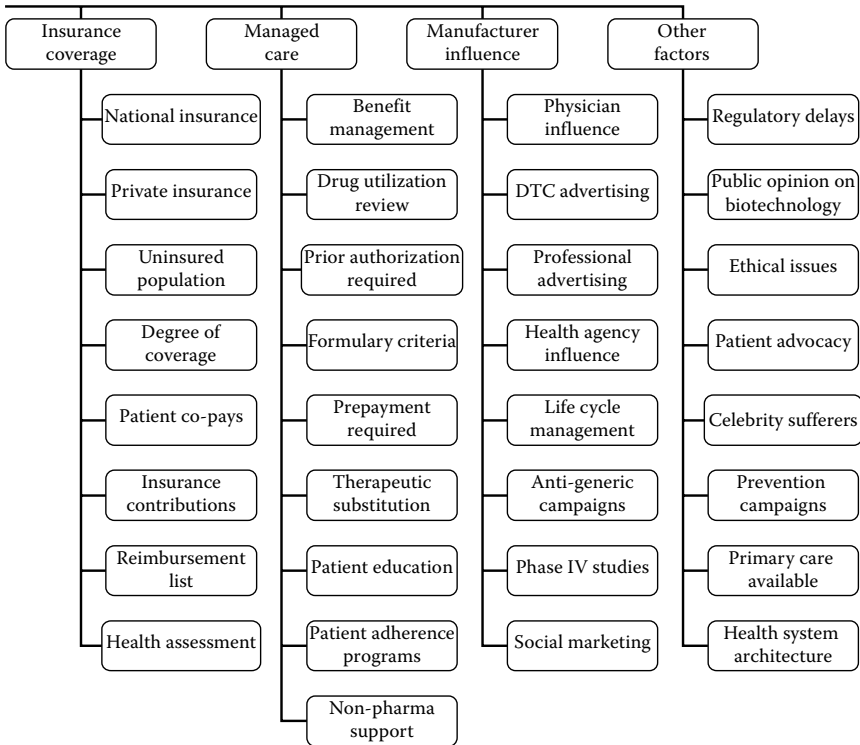 Insurance
coverage
National insurance
Private insurance
Uninsured
population
Degree of
coverage
Patient co-pays
Insurance
contributions
Reimbursement
list
Health assessment
Managed
care
Benefit
management
Drug utilization
review
Prior authorization
required
Formulary criteria
Prepayment
required
Therapeutic
substitution
Patient education
Patient adherence
programs
Non-pharma
support
Manufacturer
influence
Physician
influence
DTC advertising
Professional
advertising
Health agency
influence
Life cycle
management
Anti-generic
campaigns
Phase IV studies
Social marketing
Other
factors
Regulatory delays
Public opinion on
biotechnology
Ethical issues
Patient advocacy
Celebrity sufferers
Prevention
campaigns
Primary care
available
Health system
architecture